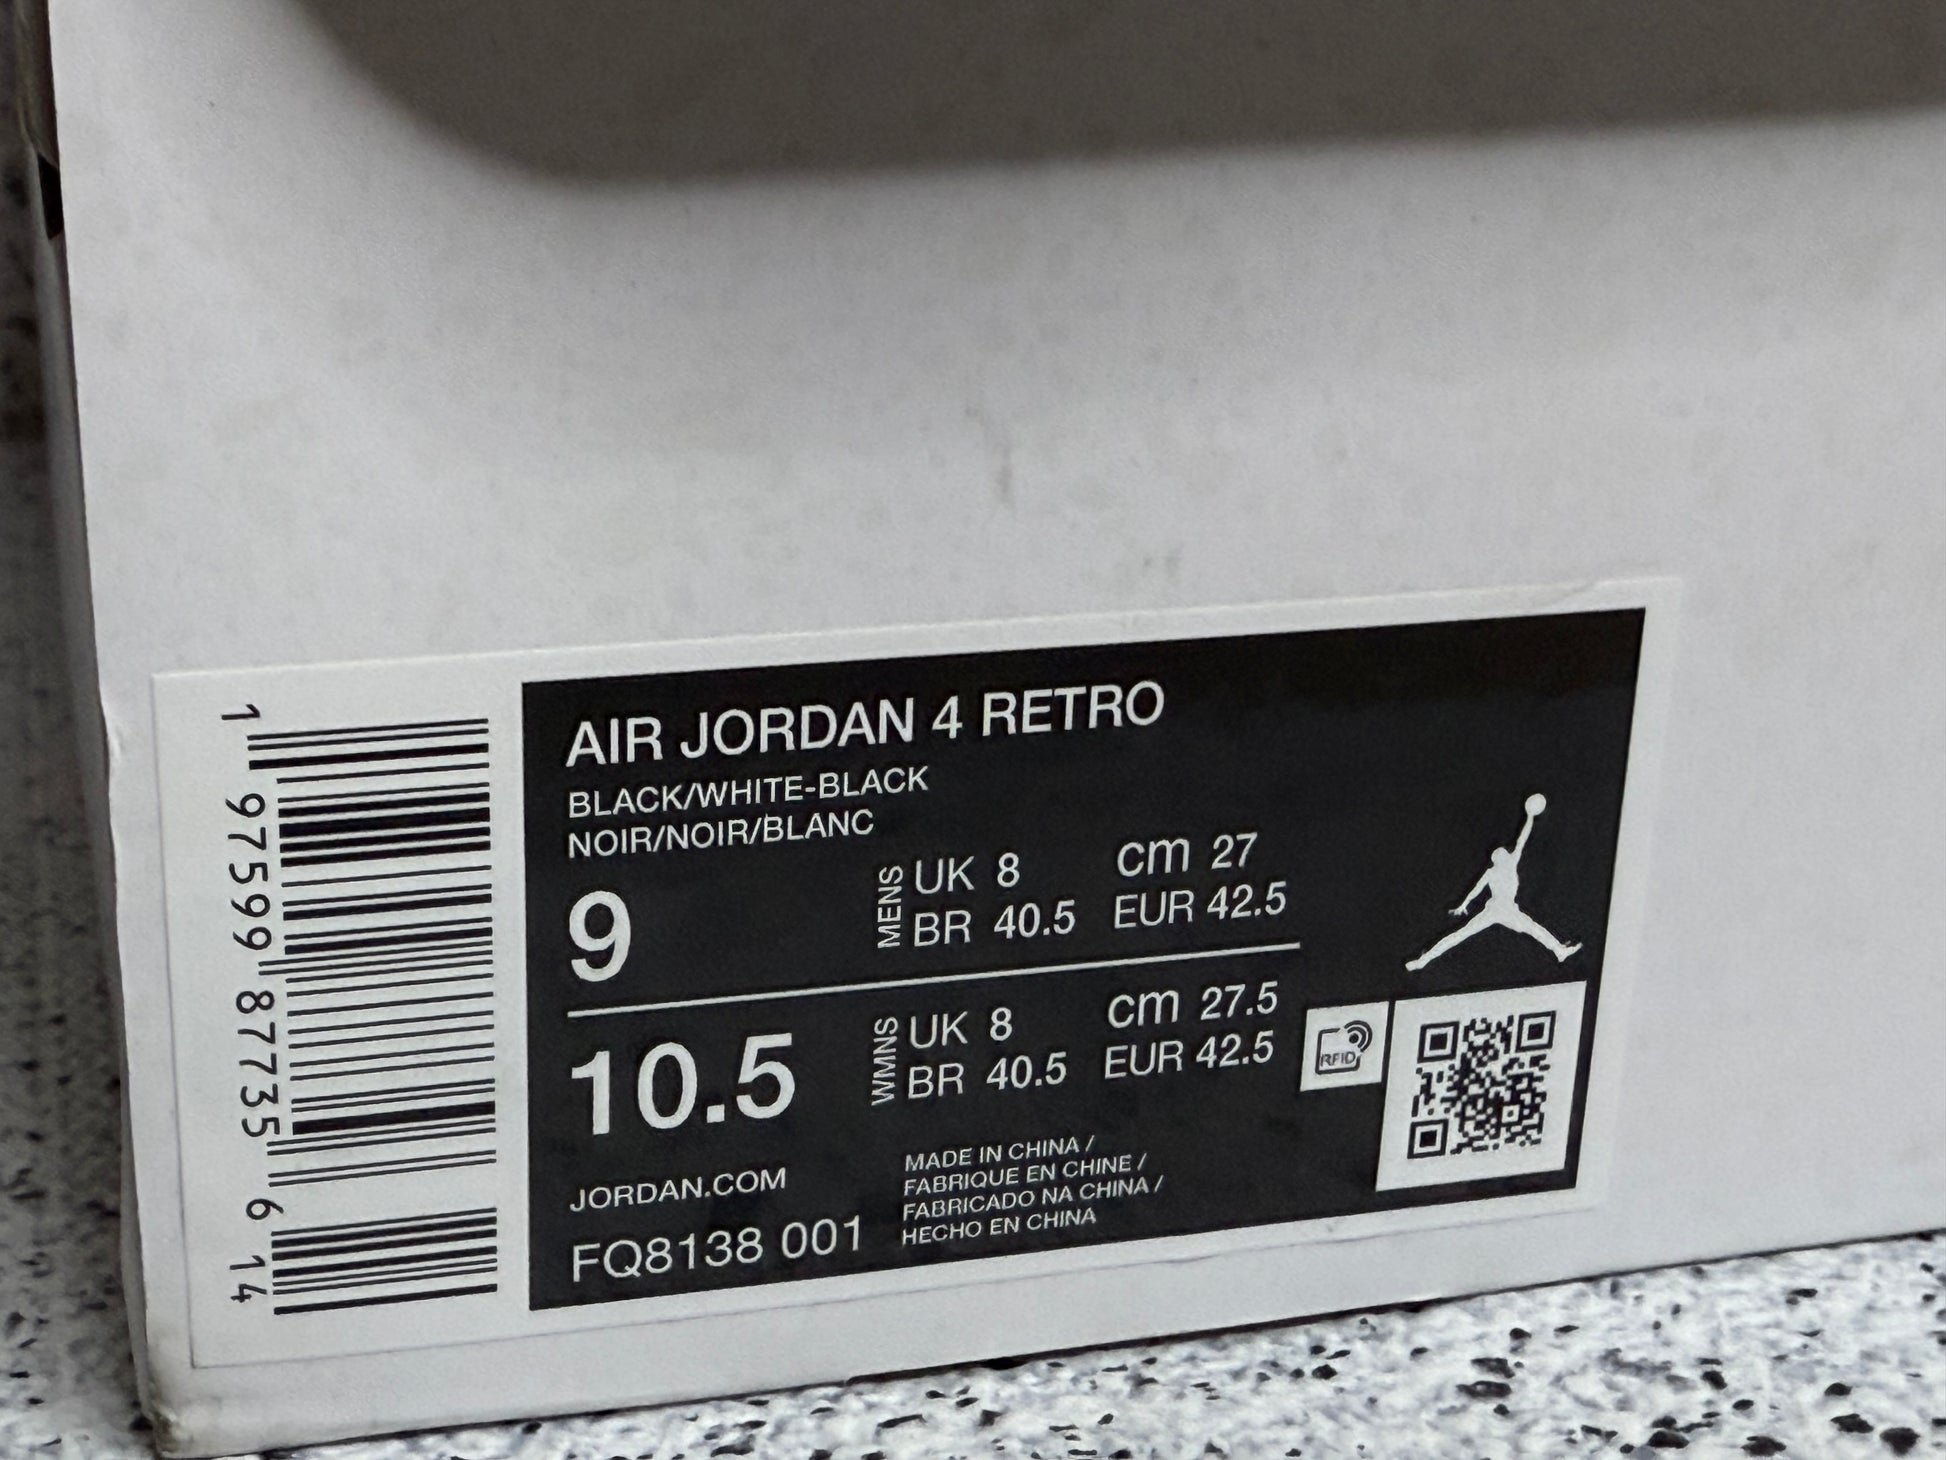 AIR JORDAN 4 RETRO
BLACK/WHITE-BLACK
NOIR/NOIR/BLANC
9
MENS
UK 8
cm 27
BR 40.5
EUR 42.5
10.5
WMNS
UK 8
cm 27.5
BR 40.5
EUR 42.5
RFID
JORDAN.COM
FQ8138 001
MADE IN CHINA /
FABRIQUE EN CHINE /
FABRICADO NA CHINA /
HECHO EN CHINA
1 97599 87735 6 14